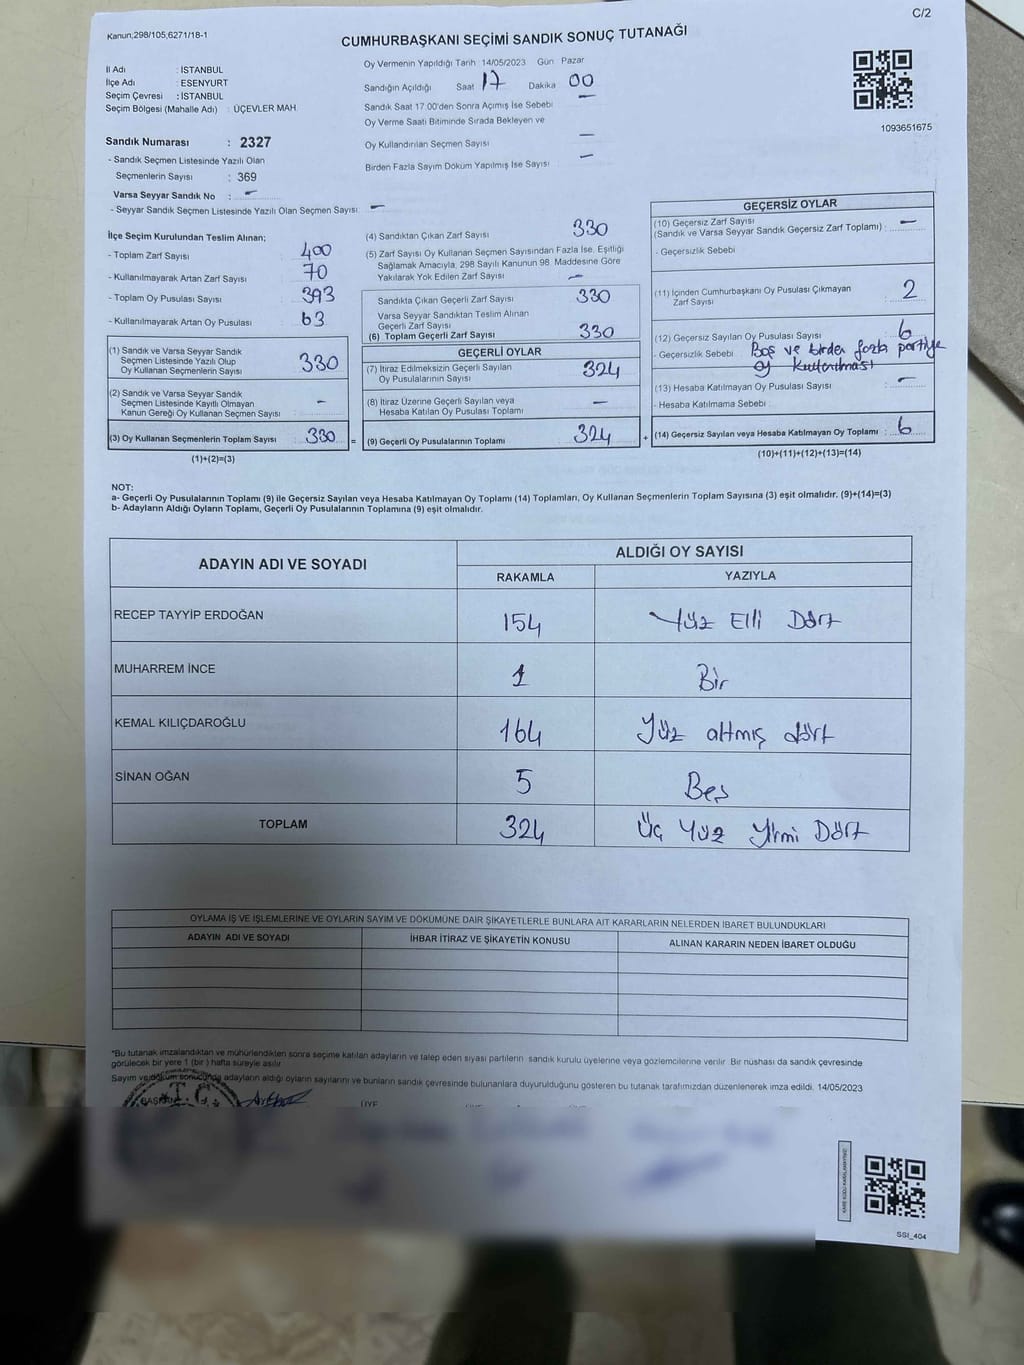 C/2
Kanun;298/105,6271/18-1
CUMHURBAŞKANI SEÇİMİ SANDIK SONUÇ TUTANAĞI
İl Adı : İSTANBUL
İlçe Adı : ESENYURT
Seçim Çevresi : İSTANBUL
Seçim Bölgesi (Mahalle Adı) : ÜÇEVLER MAH.
Sandık Numarası : 2327
- Sandık Seçmen Listesinde Yazılı Olan
Seçmenlerin Sayısı : 369
Varsa Seyyar Sandık No : -
- Seyyar Sandık Seçmen Listesinde Yazılı Olan Seçmen Sayısı: -
Oy Vermenin Yapıldığı Tarih 14/05/2023 Gün Pazar
Sandığın Açıldığı Saat 17 Dakika 00
Sandık Saat 17.00'den Sonra Açımış İse Sebebi -
Oy Verme Saati Bitiminde Sırada Bekleyen ve
Oy Kullandırılan Seçmen Sayısı -
Birden Fazla Sayım Döküm Yapılmış İse Sayısı -
1093651675
İlçe Seçim Kurulundan Teslim Alınan;
- Toplam Zarf Sayısı : 400
- Kullanılmayarak Artan Zarf Sayısı : 70
- Toplam Oy Pusulası Sayısı : 393
- Kullanılmayarak Artan Oy Pusulası : 63
(1) Sandık ve Varsa Seyyar Sandık
Seçmen Listesinde Yazılı Olup
Oy Kullanan Seçmenlerin Sayısı : 330
(2) Sandık ve Varsa Seyyar Sandık
Seçmen Listesinde Kayıtlı Olmayan
Kanun Gereği Oy Kullanan Seçmen Sayısı : -
(3) Oy Kullanan Seçmenlerin Toplam Sayısı : 330 =
(1)+(2)=(3)
(4) Sandıktan Çıkan Zarf Sayısı 330
(5) Zarf Sayısı Oy Kullanan Seçmen Sayısından Fazla İse, Eşitliği
Sağlamak Amacıyla, 298 Sayılı Kanunun 98. Maddesine Göre
Yakılarak Yok Edilen Zarf Sayısı -
Sandıkta Çıkan Geçerli Zarf Sayısı 330
Varsa Seyyar Sandıktan Teslim Alınan
Geçerli Zarf Sayısı
(6) Toplam Geçerli Zarf Sayısı 330
GEÇERLİ OYLAR
(7) İtiraz Edilmeksizin Geçerli Sayılan
Oy Pusulalarının Sayısı 324
(8) İtiraz Üzerine Geçerli Sayılan veya
Hesaba Katılan Oy Pusulası Toplamı -
(9) Geçerli Oy Pusulalarının Toplamı 324 +
GEÇERSİZ OYLAR
(10) Geçersiz Zarf Sayısı
(Sandık ve Varsa Seyyar Sandık Geçersiz Zarf Toplamı) : -
- Geçersizlik Sebebi
(11) İçinden Cumhurbaşkanı Oy Pusulası Çıkmayan
Zarf Sayısı : 2
(12) Geçersiz Sayılan Oy Pusulası Sayısı : 6
- Geçersizlik Sebebi : Boş ve birden fazla partiye
oy kullanılması
(13) Hesaba Katılmayan Oy Pusulası Sayısı : -
- Hesaba Katılmama Sebebi
(14) Geçersiz Sayılan veya Hesaba Katılmayan Oy Toplamı : 6
(10)+(11)+(12)+(13)=(14)
NOT:
a- Geçerli Oy Pusulalarının Toplamı (9) ile Geçersiz Sayılan veya Hesaba Katılmayan Oy Toplamı (14) Toplamları, Oy Kullanan Seçmenlerin Toplam Sayısına (3) eşit olmalıdır. (9)+(14)=(3)
b- Adayların Aldığı Oyların Toplamı, Geçerli Oy Pusulalarının Toplamına (9) eşit olmalıdır.
ADAYIN ADI VE SOYADI ALDIĞI OY SAYISI
RAKAMLA YAZIYLA
RECEP TAYYİP ERDOĞAN 154 Yüz Elli Dört
MUHARREM İNCE 1 Bir
KEMAL KILIÇDAROĞLU 164 Yüz altmış dört
SİNAN OĞAN 5 Beş
TOPLAM 324 Üç Yüz Yirmi Dört
OYLAMA İŞ VE İŞLEMLERİNE VE OYLARIN SAYIM VE DÖKÜMÜNE DAİR ŞİKAYETLERLE BUNLARA AİT KARARLARIN NELERDEN İBARET BULUNDUKLARI
ADAYIN ADI VE SOYADI İHBAR İTİRAZ VE ŞİKAYETİN KONUSU ALINAN KARARIN NEDEN İBARET OLDUĞU
*Bu tutanak imzalandıktan ve mühürlendikten sonra seçime katılan adayların ve talep eden siyasi partilerin sandık kurulu üyelerine veya gözlemcilerine verilir. Bir nüshası da sandık çevresinde
görülecek bir yere 1 (bir) hafta süreyle asılır.
Sayım ve döküm sonucunda adayların aldığı oyların sayılarını ve bunların sandık çevresinde bulunanlara duyurulduğunu gösteren bu tutanak tarafımızdan düzenlenerek imza edildi. 14/05/2023
BAŞKAN ÜYE
T.C.
SSI_404